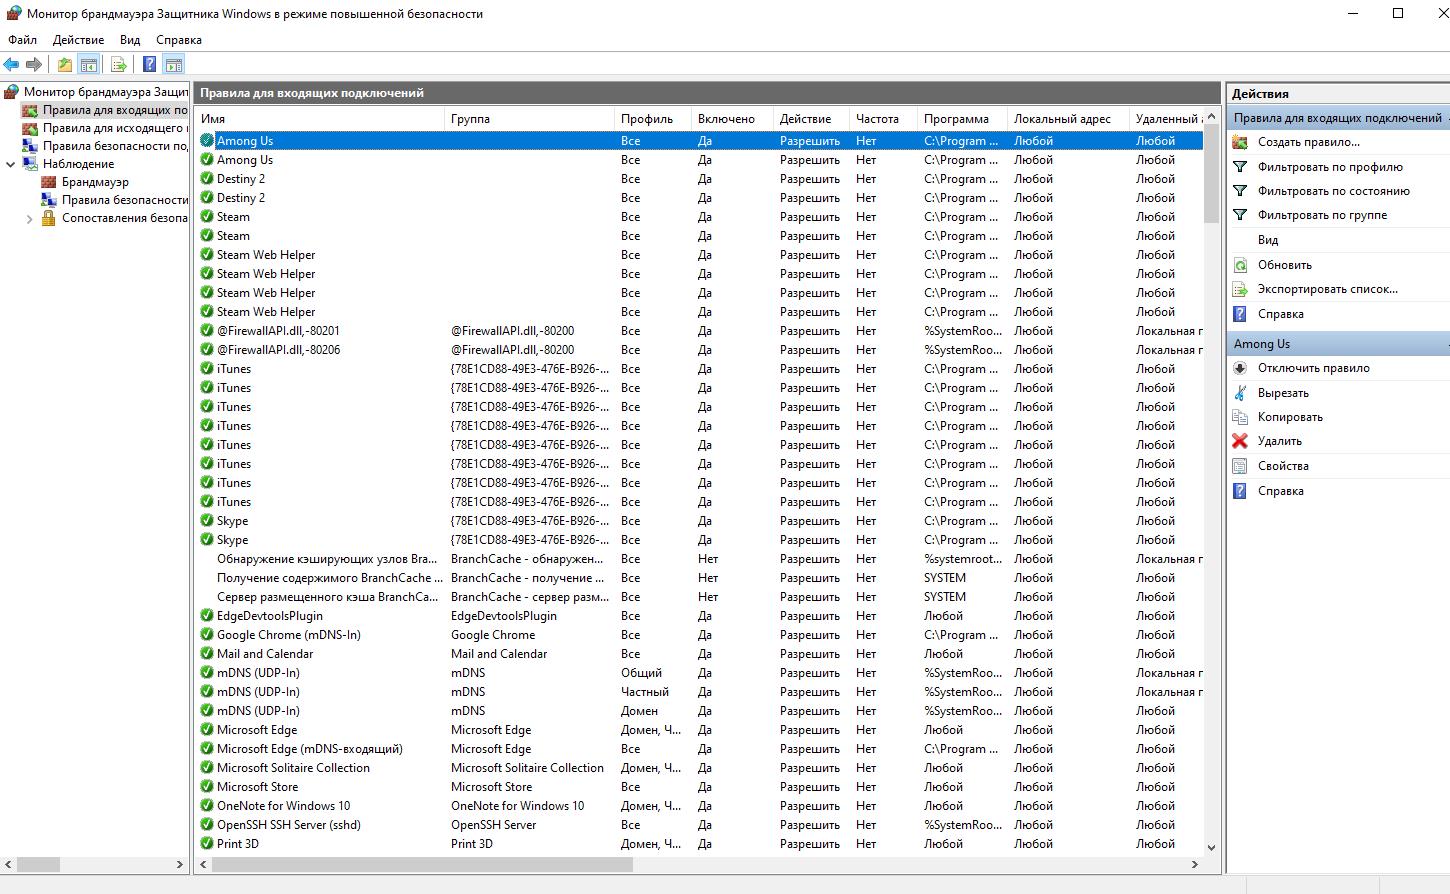 Монитор брандмауэра Защитника Windows в режиме повышенной безопасности
Файл Действие Вид Справка
Монитор брандмауэра Защит
Правила для входящих по
Правила для исходящего
Правила безопасности по
Наблюдение
Брандмауэр
Правила безопасности
Сопоставления безопа
Правила для входящих подключений
Имя Группа Профиль Включено Действие Частота Программа Локальный адрес Удаленный
Among Us Все Да Разрешить Нет C:\Program ... Любой Любой
Among Us Все Да Разрешить Нет C:\Program ... Любой Любой
Destiny 2 Все Да Разрешить Нет C:\Program ... Любой Любой
Destiny 2 Все Да Разрешить Нет C:\Program ... Любой Любой
Steam Все Да Разрешить Нет C:\Program ... Любой Любой
Steam Все Да Разрешить Нет C:\Program ... Любой Любой
Steam Web Helper Все Да Разрешить Нет C:\Program ... Любой Любой
Steam Web Helper Все Да Разрешить Нет C:\Program ... Любой Любой
Steam Web Helper Все Да Разрешить Нет C:\Program ... Любой Любой
Steam Web Helper Все Да Разрешить Нет C:\Program ... Любой Любой
@FirewallAPI.dll,-80201 @FirewallAPI.dll,-80200 Все Да Разрешить Нет %SystemRoo... Любой Локальная п
@FirewallAPI.dll,-80206 @FirewallAPI.dll,-80200 Все Да Разрешить Нет %SystemRoo... Любой Локальная п
iTunes {78E1CD88-49E3-476E-B926-... Все Да Разрешить Нет C:\Program ... Любой Любой
iTunes {78E1CD88-49E3-476E-B926-... Все Да Разрешить Нет C:\Program ... Любой Любой
iTunes {78E1CD88-49E3-476E-B926-... Все Да Разрешить Нет C:\Program ... Любой Любой
iTunes {78E1CD88-49E3-476E-B926-... Все Да Разрешить Нет C:\Program ... Любой Любой
iTunes {78E1CD88-49E3-476E-B926-... Все Да Разрешить Нет C:\Program ... Любой Любой
iTunes {78E1CD88-49E3-476E-B926-... Все Да Разрешить Нет C:\Program ... Любой Любой
iTunes {78E1CD88-49E3-476E-B926-... Все Да Разрешить Нет C:\Program ... Любой Любой
iTunes {78E1CD88-49E3-476E-B926-... Все Да Разрешить Нет C:\Program ... Любой Любой
Skype {78E1CD88-49E3-476E-B926-... Все Да Разрешить Нет C:\Program ... Любой Любой
Skype {78E1CD88-49E3-476E-B926-... Все Да Разрешить Нет C:\Program ... Любой Любой
Обнаружение кэширующих узлов Bra... BranchCache - обнаружен... Все Нет Разрешить Нет %systemroot... Любой Локальная п
Получение содержимого BranchCache ... BranchCache - получение ... Все Нет Разрешить Нет SYSTEM Любой Любой
Сервер размещенного кэша BranchCa... BranchCache - сервер разм... Все Нет Разрешить Нет SYSTEM Любой Любой
EdgeDevtoolsPlugin EdgeDevtoolsPlugin Все Да Разрешить Нет Любой Любой Любой
Google Chrome (mDNS-In) Google Chrome Все Да Разрешить Нет C:\Program ... Любой Любой
Mail and Calendar Mail and Calendar Все Да Разрешить Нет Любой Любой Любой
mDNS (UDP-In) mDNS Общий Да Разрешить Нет %SystemRoo... Любой Локальная п
mDNS (UDP-In) mDNS Частный Да Разрешить Нет %SystemRoo... Любой Локальная п
mDNS (UDP-In) mDNS Домен Да Разрешить Нет %SystemRoo... Любой Любой
Microsoft Edge Microsoft Edge Домен, Ч... Да Разрешить Нет Любой Любой Любой
Microsoft Edge (mDNS-входящий) Microsoft Edge Все Да Разрешить Нет C:\Program ... Любой Любой
Microsoft Solitaire Collection Microsoft Solitaire Collection Домен, Ч... Да Разрешить Нет Любой Любой Любой
Microsoft Store Microsoft Store Все Да Разрешить Нет Любой Любой Любой
OneNote for Windows 10 OneNote for Windows 10 Домен, Ч... Да Разрешить Нет Любой Любой Любой
OpenSSH SSH Server (sshd) OpenSSH Server Все Да Разрешить Нет %SystemRoo... Любой Любой
Print 3D Print 3D Домен, Ч... Да Разрешить Нет Любой Любой Любой
Действия
Правила для входящих подключений
Создать правило...
Фильтровать по профилю
Фильтровать по состоянию
Фильтровать по группе
Вид
Обновить
Экспортировать список...
Справка
Among Us
Отключить правило
Вырезать
Копировать
Удалить
Свойства
Справка